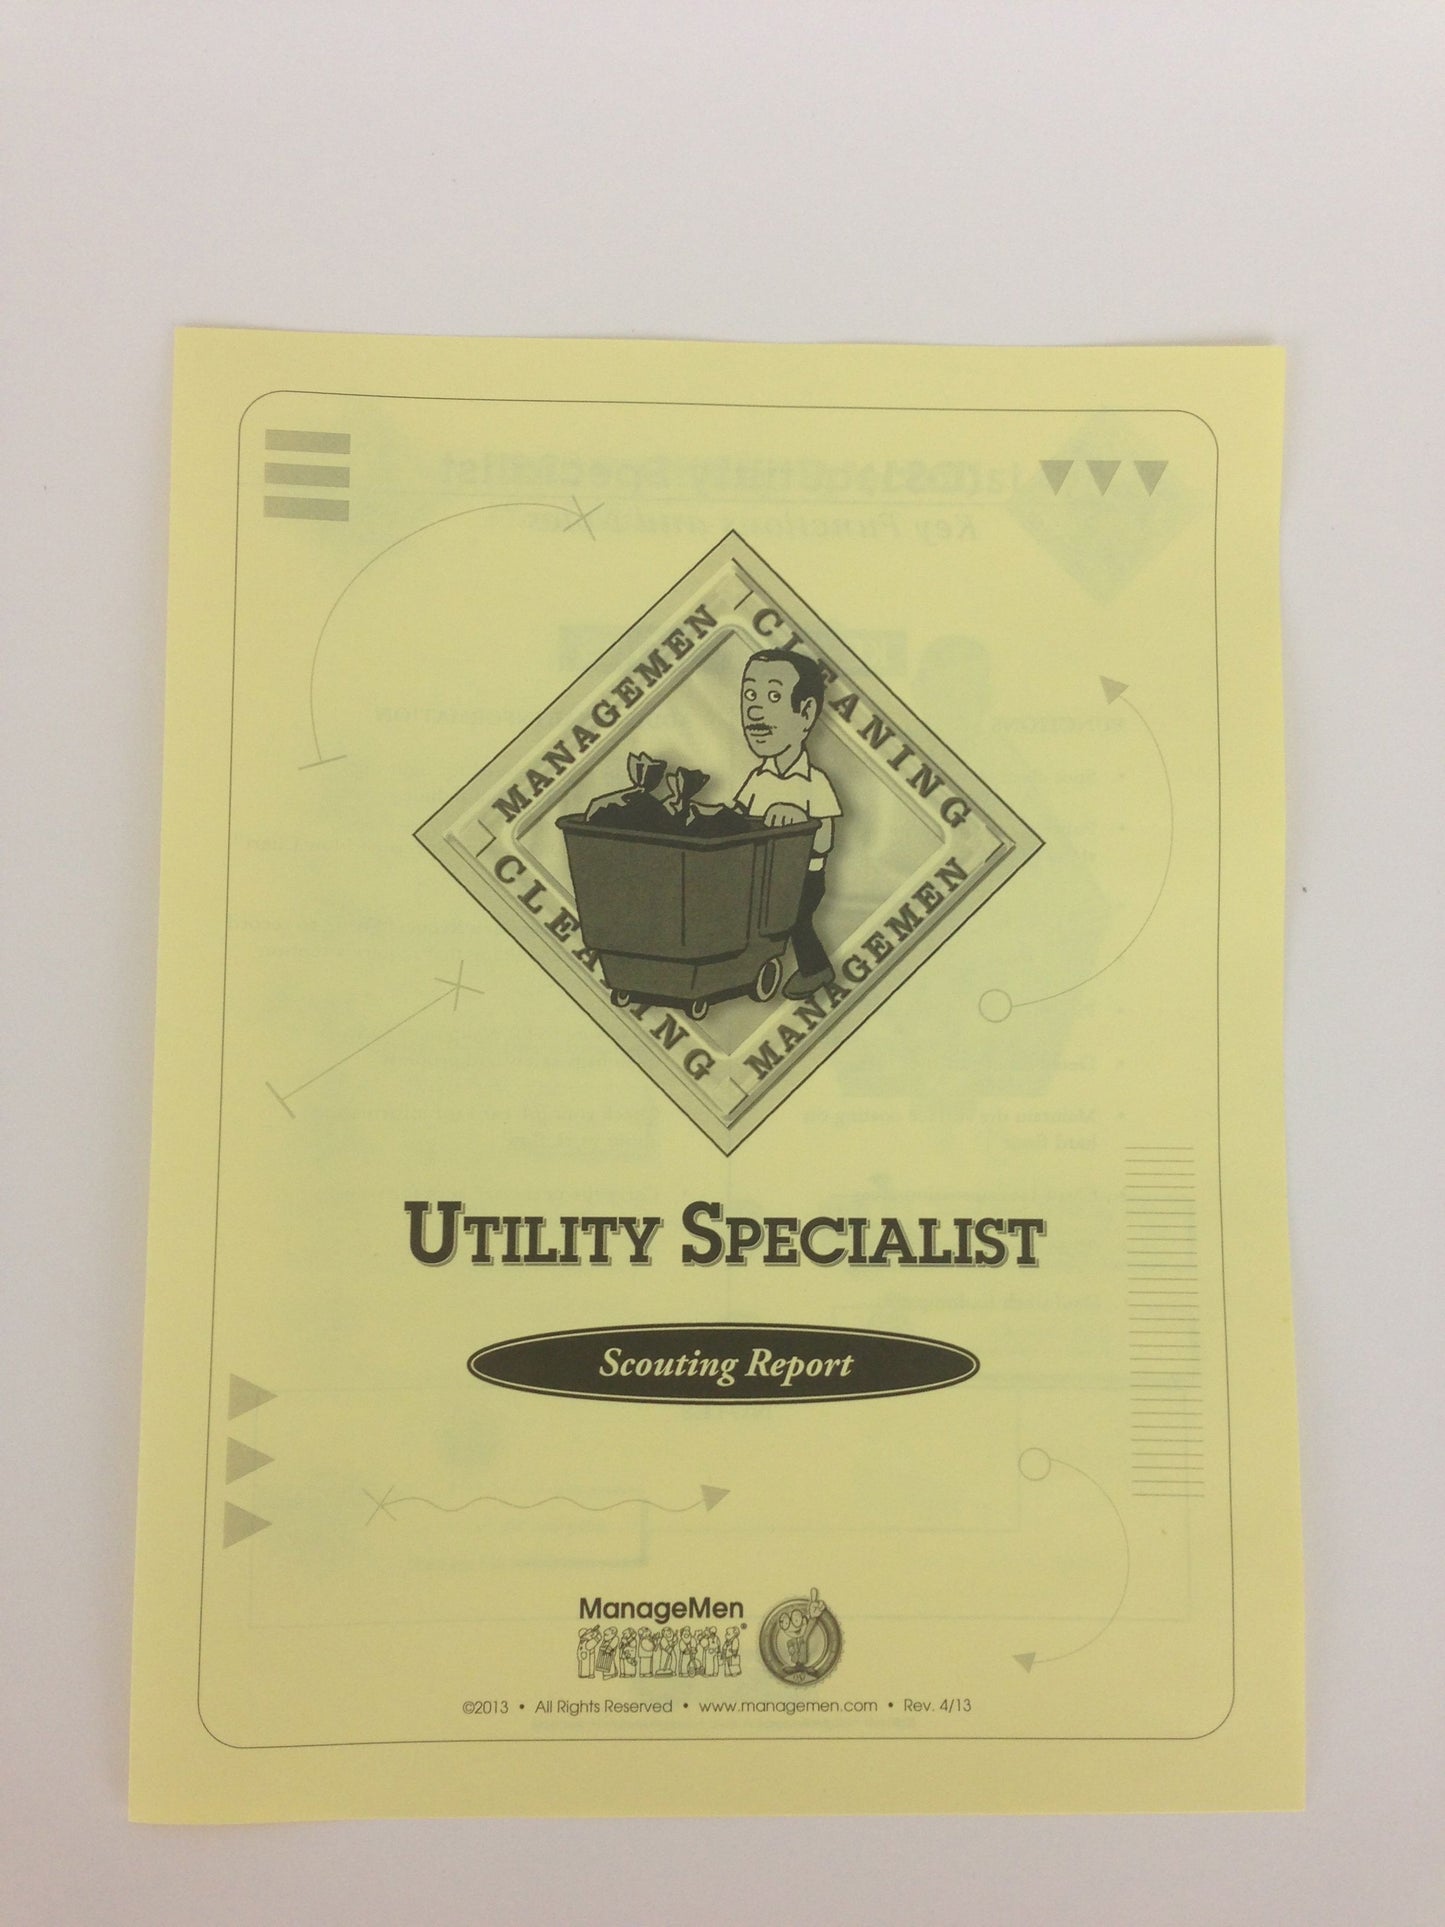 MANAGEMEN
CLEANING
CLEANING
MANAGEMEN
UTILITY SPECIALIST
Scouting Report
ManageMen®
©2013 • All Rights Reserved • www.managemen.com • Rev. 4/13